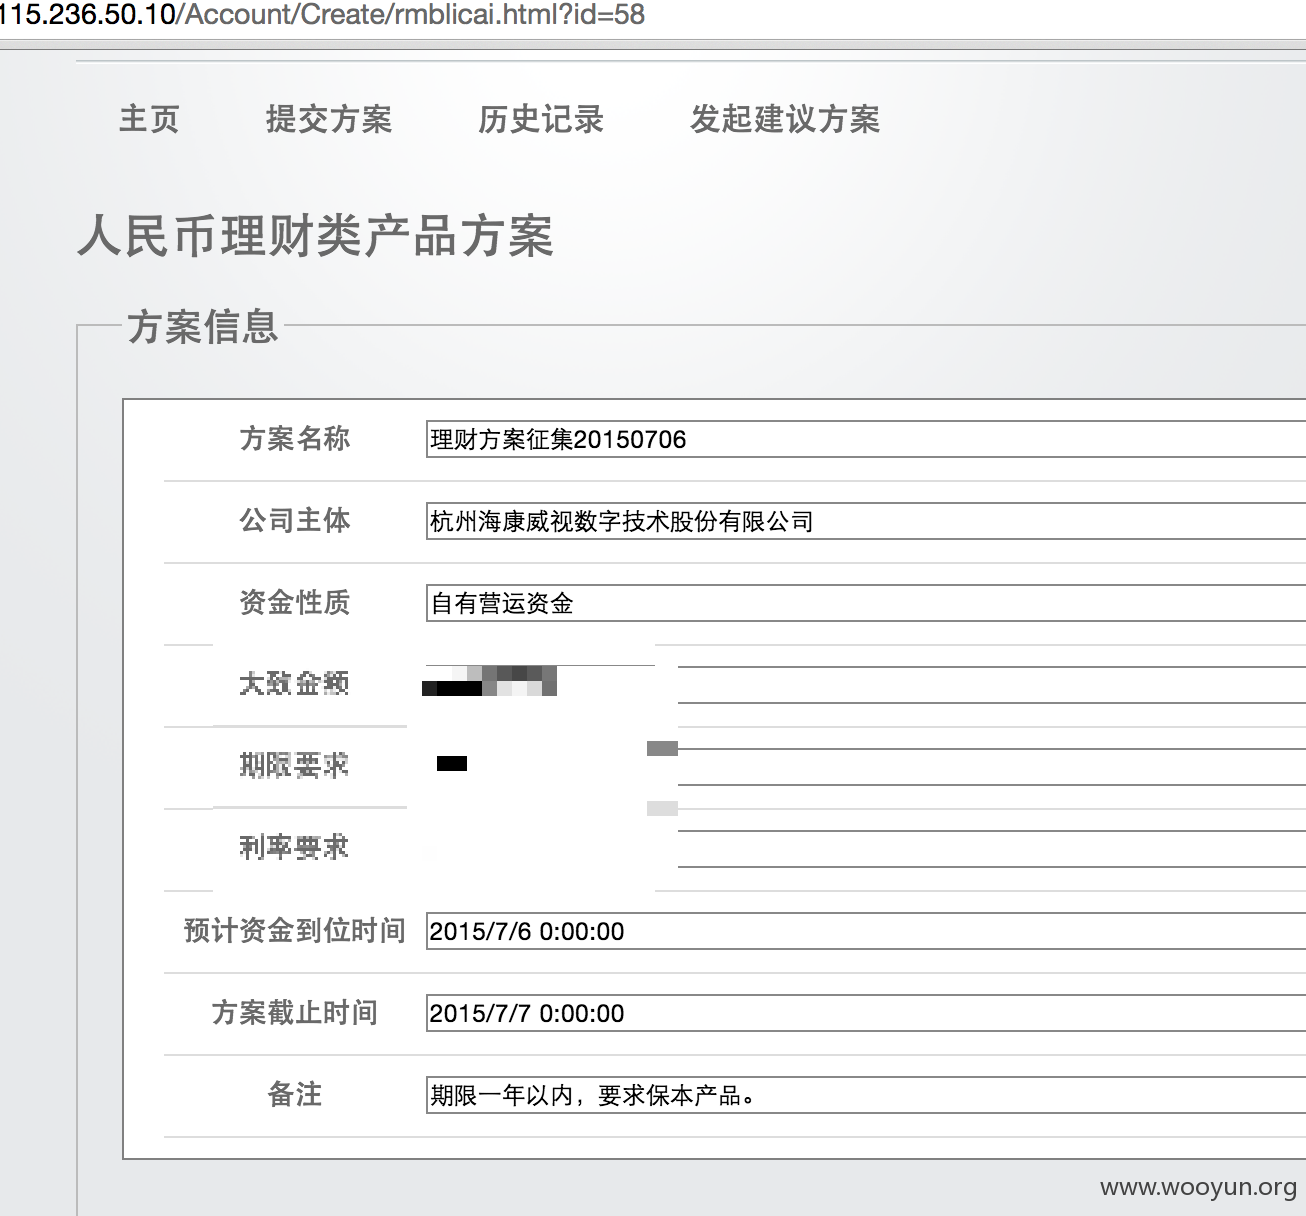 115.236.50.10/Account/Create/rmblicai.html?id=58
主页 提交方案 历史记录 发起建议方案
人民币理财类产品方案
方案信息
方案名称 理财方案征集20150706
公司主体 杭州海康威视数字技术股份有限公司
资金性质 自有营运资金
大致金额
期限要求
利率要求
预计资金到位时间 2015/7/6 0:00:00
方案截止时间 2015/7/7 0:00:00
备注 期限一年以内，要求保本产品。
www.wooyun.org